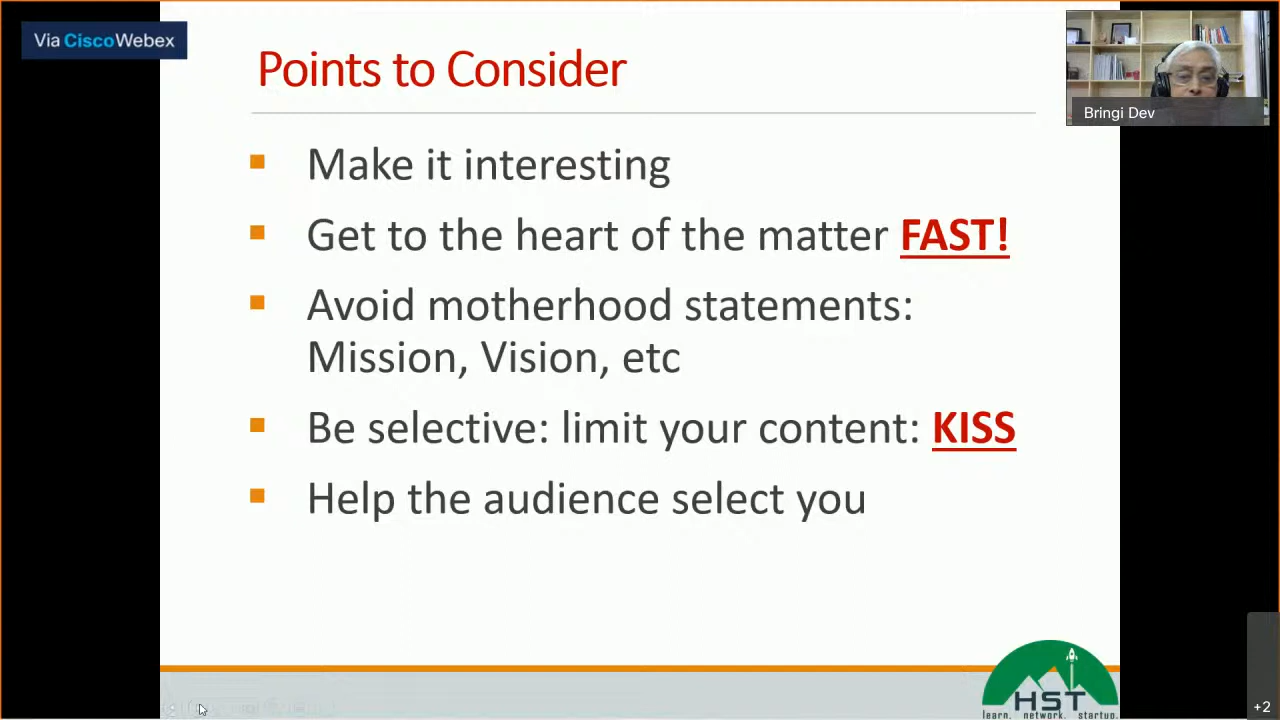 Via CiscoWebex
Points to Consider
Bringi Dev
Make it interesting
Get to the heart of the matter FAST!
Avoid motherhood statements:
Mission, Vision, etc
Be selective: limit your content: KISS
Help the audience select you
HST
learn. network. startup.
+2